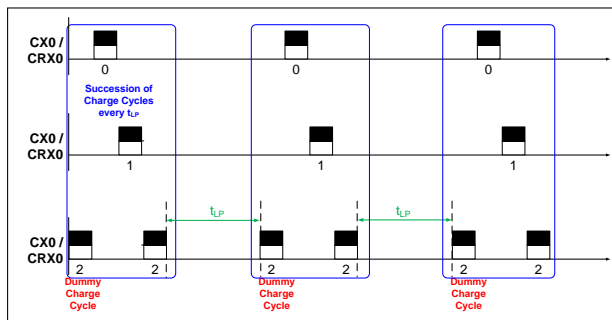 CX0 /
CRX0
0
0
0
Succession of
Charge Cycles
every tLP
CX0 /
CRX0
1
1
1
tLP
tLP
CX0 /
CRX0
2
2
2
2
2
2
Dummy
Charge
Cycle
Dummy
Charge
Cycle
Dummy
Charge
Cycle